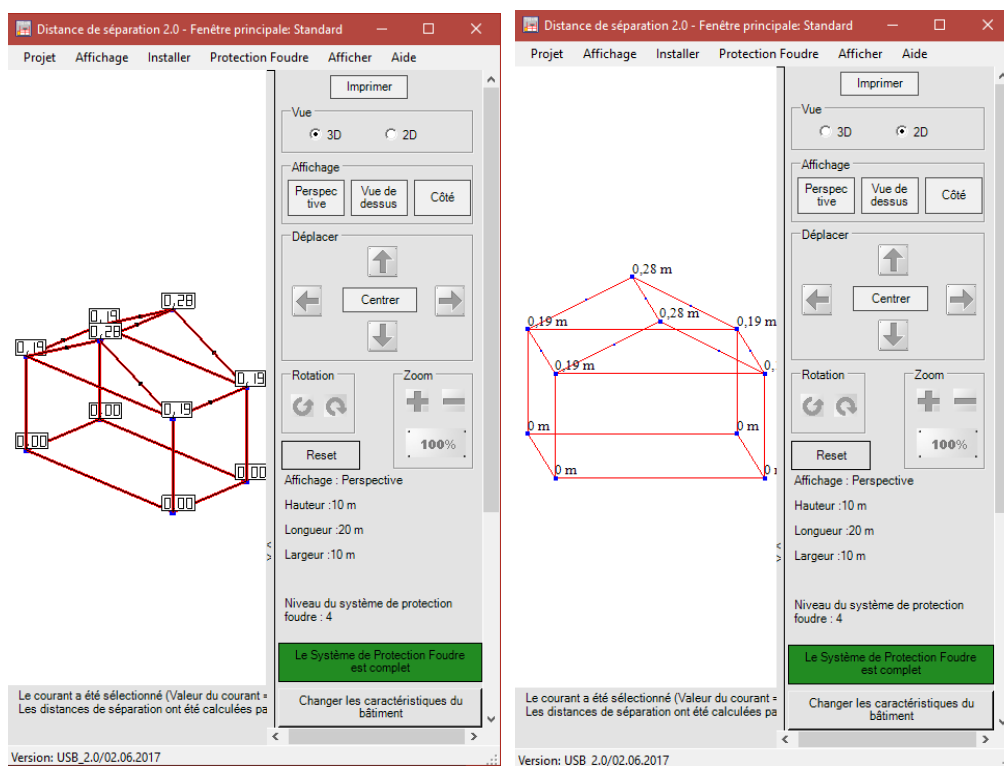 Distance de séparation 2.0 - Fenêtre principale: Standard
Projet Affichage Installer Protection Foudre Afficher Aide
Imprimer
Vue
3D 2D
Affichage
Perspec
tive
Vue de
dessus
Côté
Déplacer
Centrer
Rotation
Zoom
100%
Reset
Affichage : Perspective
Hauteur :10 m
Longueur :20 m
Largeur :10 m
Niveau du système de protection
foudre : 4
Le Système de Protection Foudre
est complet
Changer les caractéristiques du
bâtiment
0,28
0,19
0,28
0,19
0,19
0,19
0,00
0,00
0,00
0,00
Le courant a été sélectionné (Valeur du courant =
Les distances de séparation ont été calculées pa
Version: USB_2.0/02.06.2017
Distance de séparation 2.0 - Fenêtre principale: Standard
Projet Affichage Installer Protection Foudre Afficher Aide
Imprimer
Vue
3D 2D
Affichage
Perspec
tive
Vue de
dessus
Côté
Déplacer
Centrer
Rotation
Zoom
100%
Reset
Affichage : Perspective
Hauteur :10 m
Longueur :20 m
Largeur :10 m
Niveau du système de protection
foudre : 4
Le Système de Protection Foudre
est complet
Changer les caractéristiques du
bâtiment
0,28 m
0,28 m
0,19 m
0,19 m
0,19 m
0 m
0 m
0 m
Le courant a été sélectionné (Valeur du courant =
Les distances de séparation ont été calculées pa
Version: USB_2.0/02.06.2017